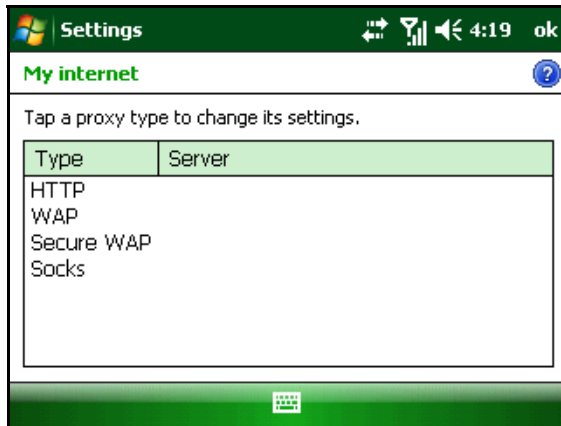 Settings 4:19 ok
My internet
?
Tap a proxy type to change its settings.
Type Server
HTTP
WAP
Secure WAP
Socks